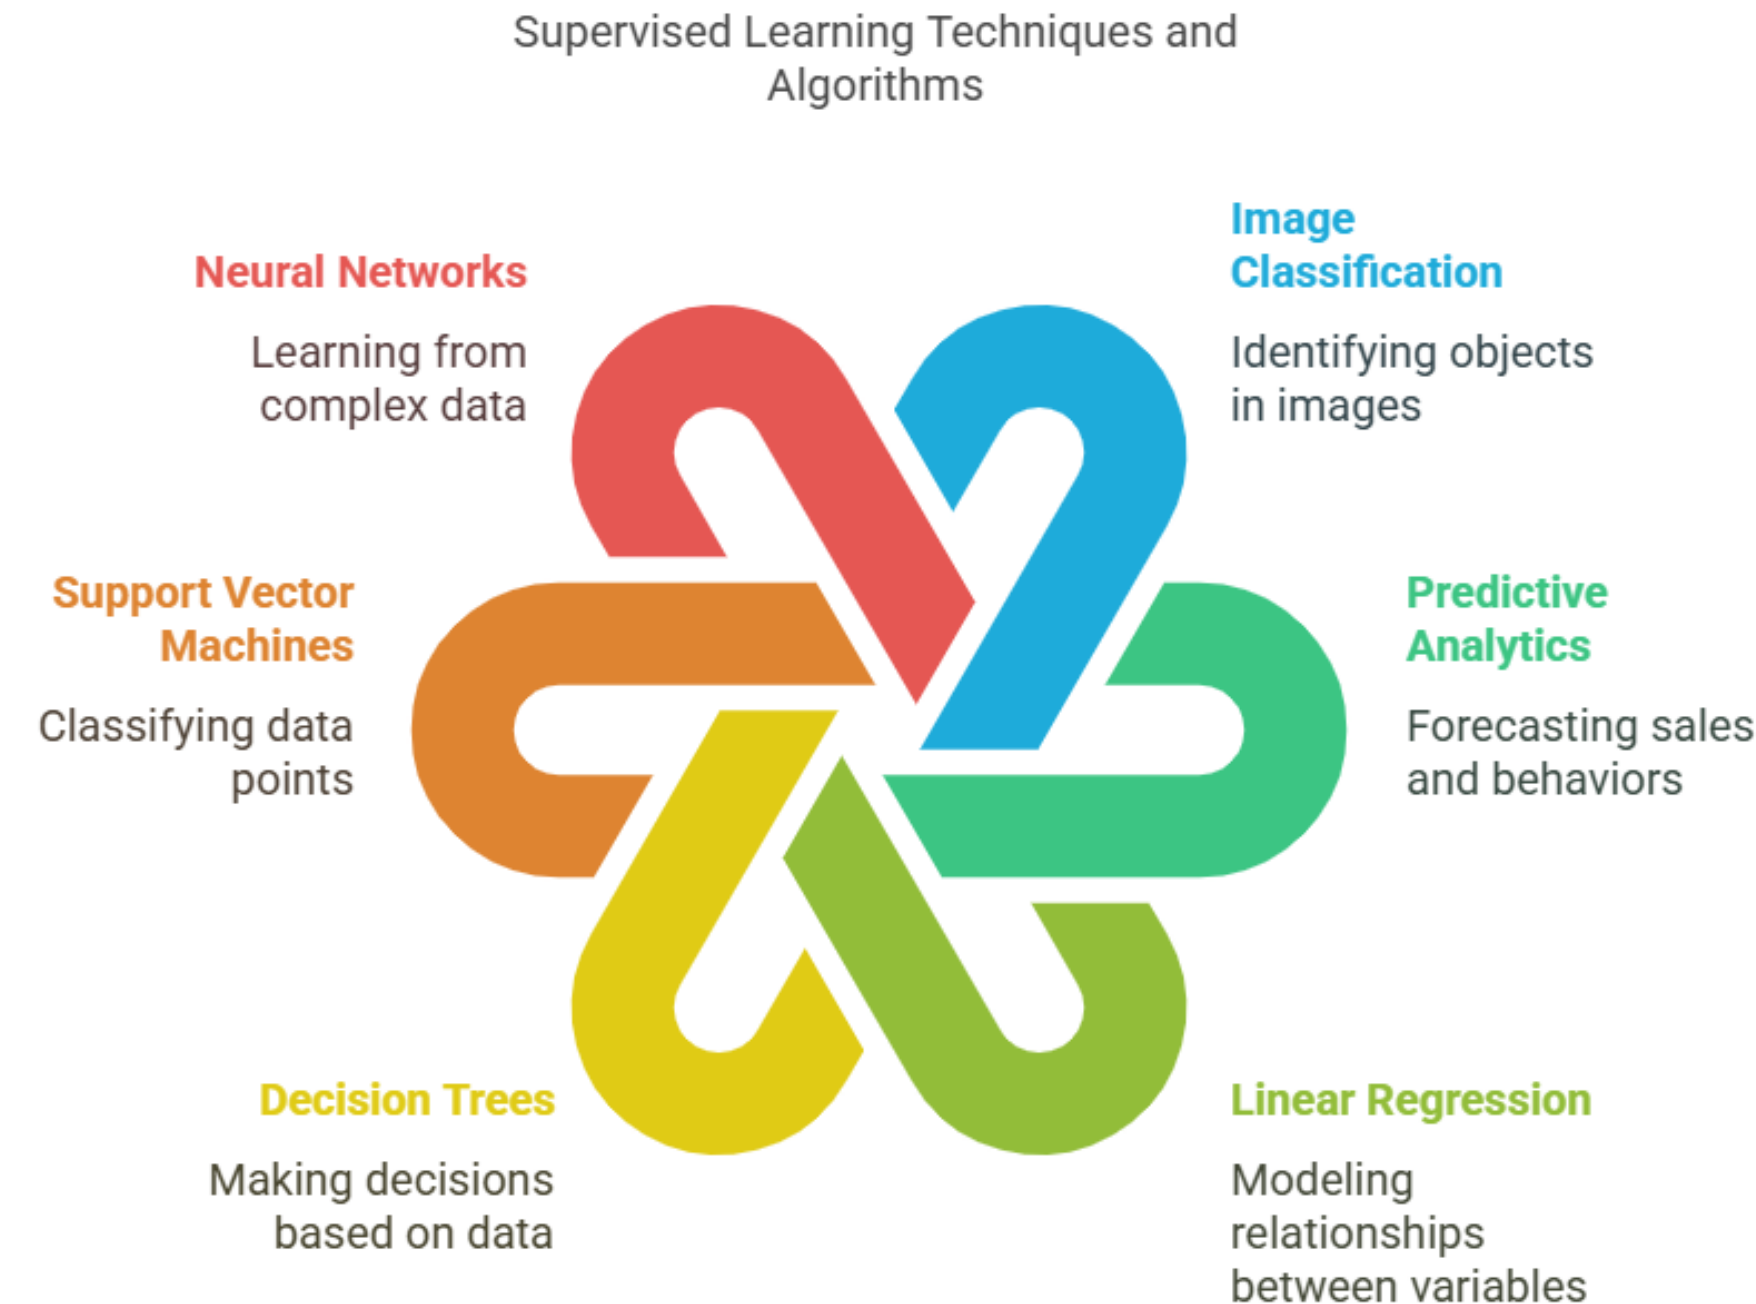 Supervised Learning Techniques and
Algorithms
Neural Networks
Learning from
complex data
Image
Classification
Identifying objects
in images
Support Vector
Machines
Classifying data
points
Predictive
Analytics
Forecasting sales
and behaviors
Decision Trees
Making decisions
based on data
Linear Regression
Modeling
relationships
between variables